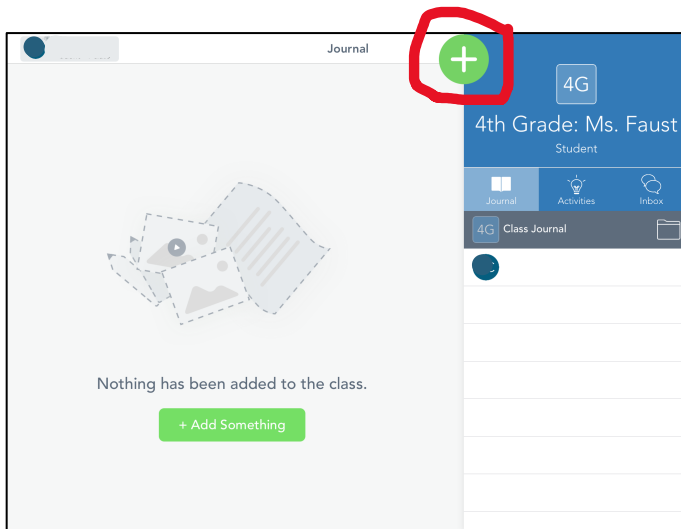 Journal
4G
4th Grade: Ms. Faust
Student
Journal
Activities
Inbox
4G
Class Journal
Nothing has been added to the class.
+ Add Something